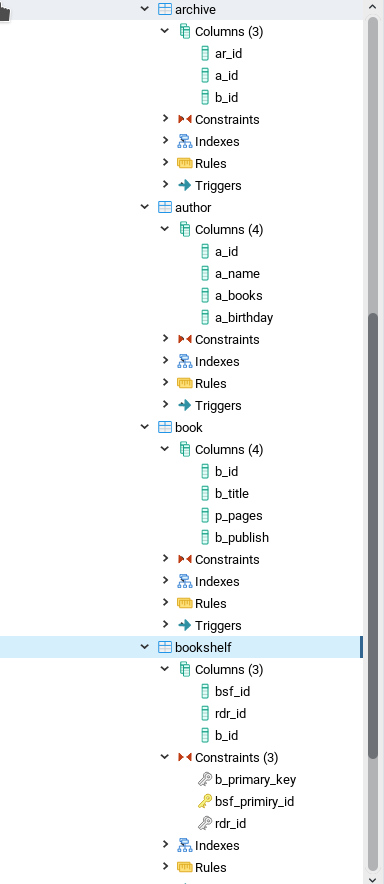 archive
Columns (3)
ar_id
a_id
b_id
Constraints
Indexes
Rules
Triggers
author
Columns (4)
a_id
a_name
a_books
a_birthday
Constraints
Indexes
Rules
Triggers
book
Columns (4)
b_id
b_title
p_pages
b_publish
Constraints
Indexes
Rules
Triggers
bookshelf
Columns (3)
bsf_id
rdr_id
b_id
Constraints (3)
b_primary_key
bsf_primiry_id
rdr_id
Indexes
Rules